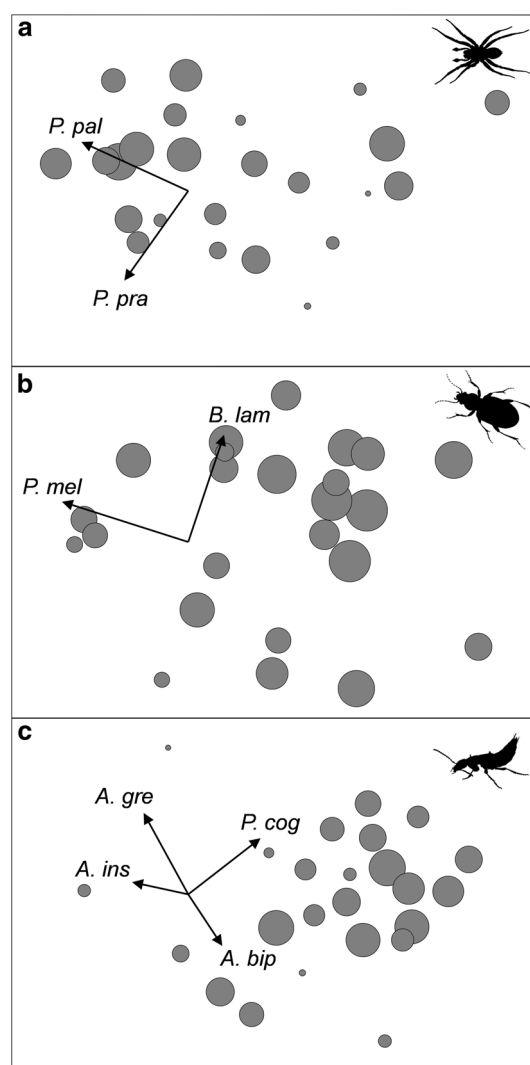 a
P. pal
P. pra
b
B. lam
P. mel
c
A. gre
P. cog
A. ins
A. bip